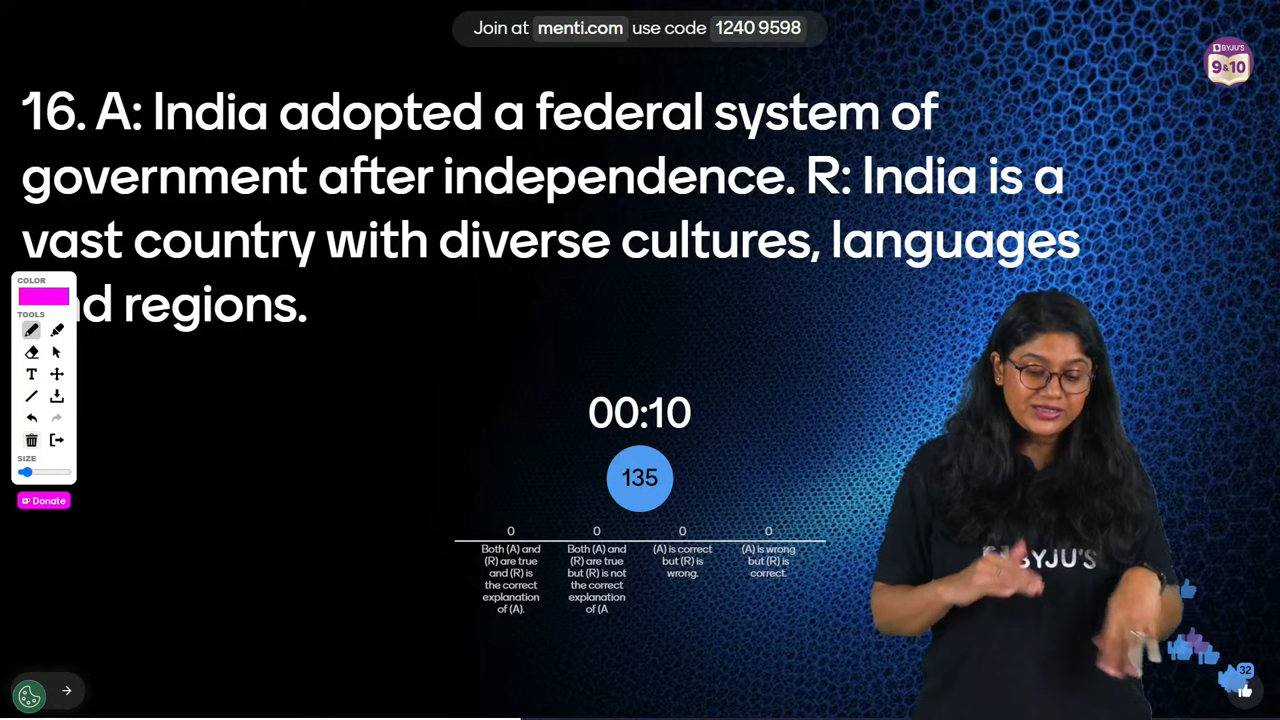 Join at menti.com use code 1240 9598
BYJU'S
9&10
16. A: India adopted a federal system of
government after independence. R: India is a
vast country with diverse cultures, languages
nd regions.
COLOR
TOOLS
T
SIZE
Donate
00:10
135
0
Both (A) and
(R) are true
and (R) is
the correct
explanation
of (A).
0
Both (A) and
(R) are true
but (R) is not
the correct
explanation
of (A
0
(A) is correct
but (R) is
wrong.
0
(A) is wrong
but (R) is
correct.
BYJU'S
32